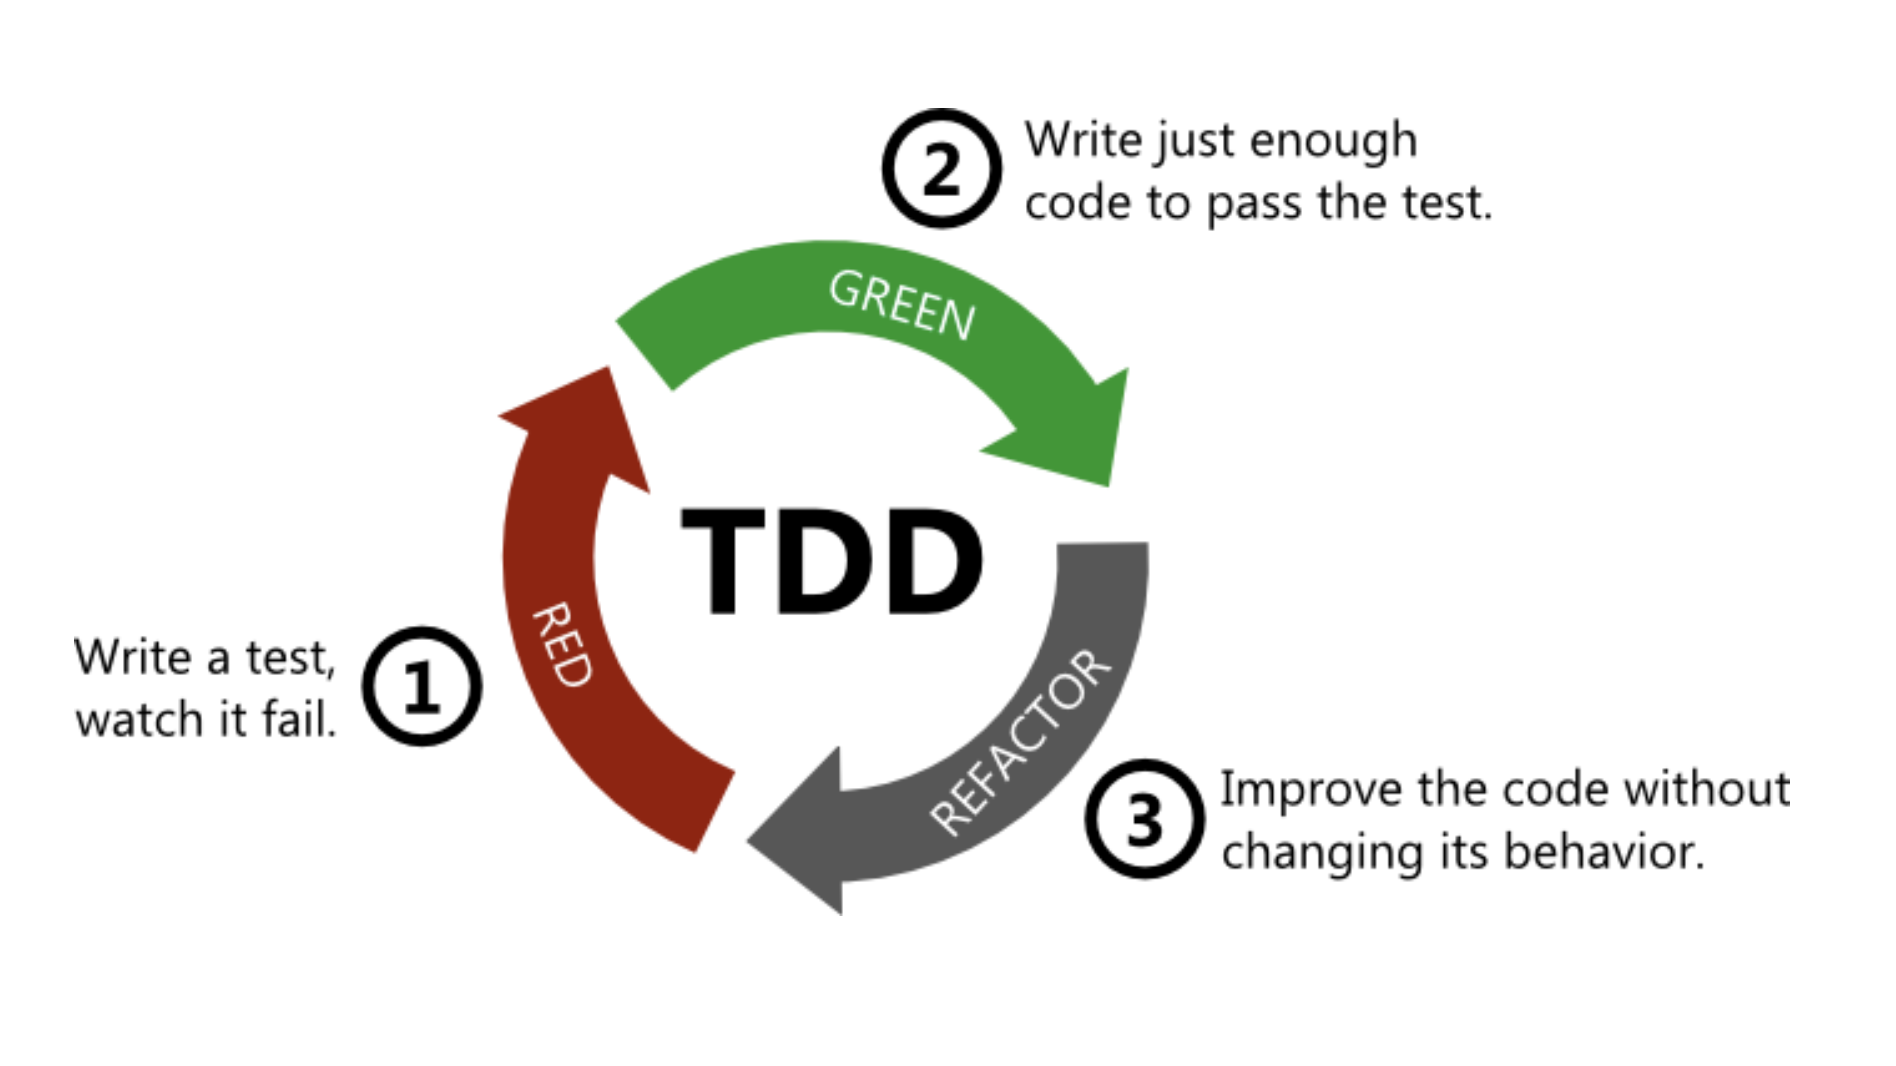 2
Write just enough
code to pass the test.
GREEN
TDD
RED
Write a test,
watch it fail.
1
REFACTOR
3
Improve the code without
changing its behavior.